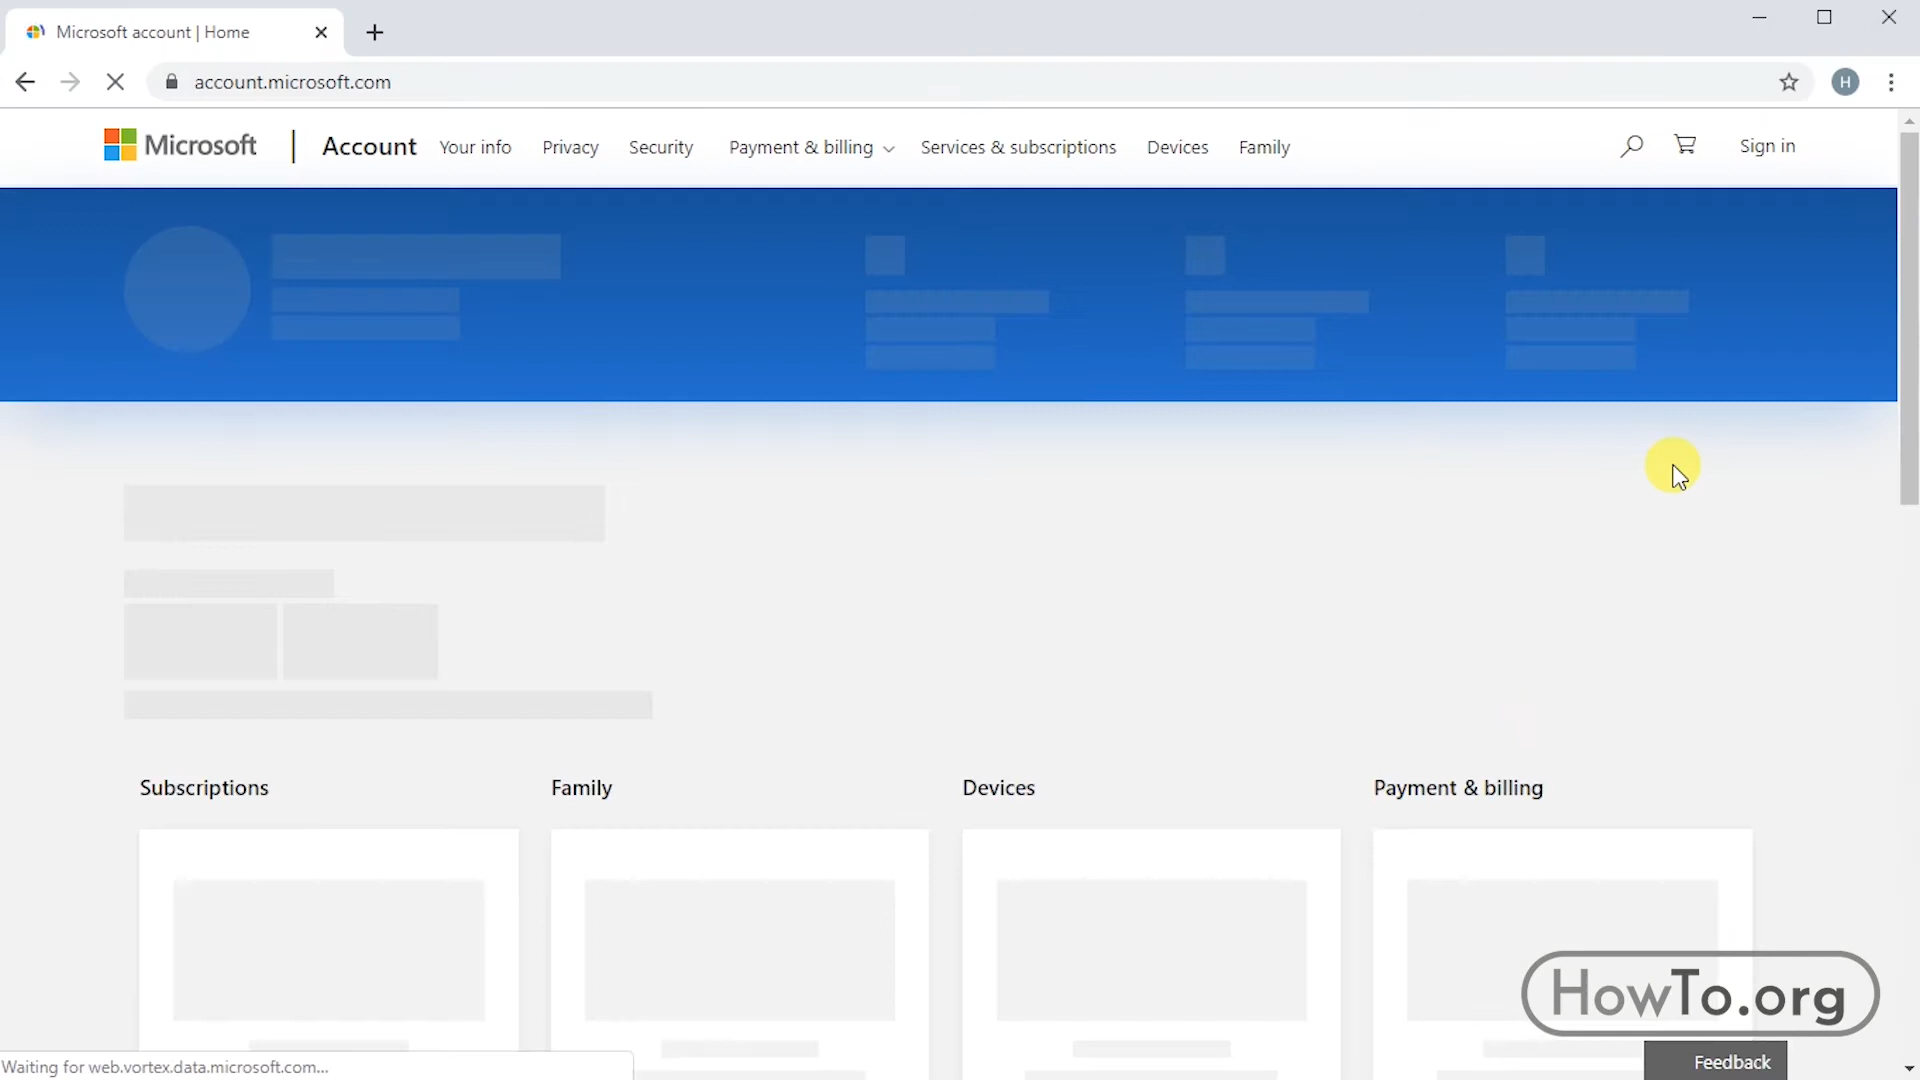 Microsoft account | Home
account.microsoft.com
H
Microsoft | Account Your info Privacy Security Payment & billing Services & subscriptions Devices Family Sign in
Subscriptions Family Devices Payment & billing
HowTo.org
Waiting for web.vortex.data.microsoft.com...
Feedback